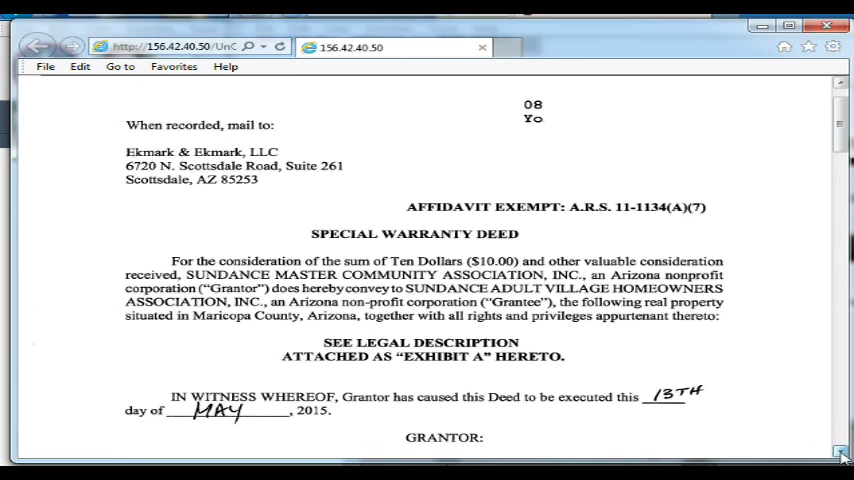 http://156.42.40.50/UnC
156.42.40.50
File Edit Go to Favorites Help
08
Yo
When recorded, mail to:
Ekmark & Ekmark, LLC
6720 N. Scottsdale Road, Suite 261
Scottsdale, AZ 85253
AFFIDAVIT EXEMPT: A.R.S. 11-1134(A)(7)
SPECIAL WARRANTY DEED
For the consideration of the sum of Ten Dollars ($10.00) and other valuable consideration
received, SUNDANCE MASTER COMMUNITY ASSOCIATION, INC., an Arizona nonprofit
corporation (“Grantor”) does hereby convey to SUNDANCE ADULT VILLAGE HOMEOWNERS
ASSOCIATION, INC., an Arizona non-profit corporation (“Grantee”), the following real property
situated in Maricopa County, Arizona, together with all rights and privileges appurtenant thereto:
SEE LEGAL DESCRIPTION
ATTACHED AS “EXHIBIT A” HERETO.
IN WITNESS WHEREOF, Grantor has caused this Deed to be executed this 13TH
day of MAY, 2015.
GRANTOR: